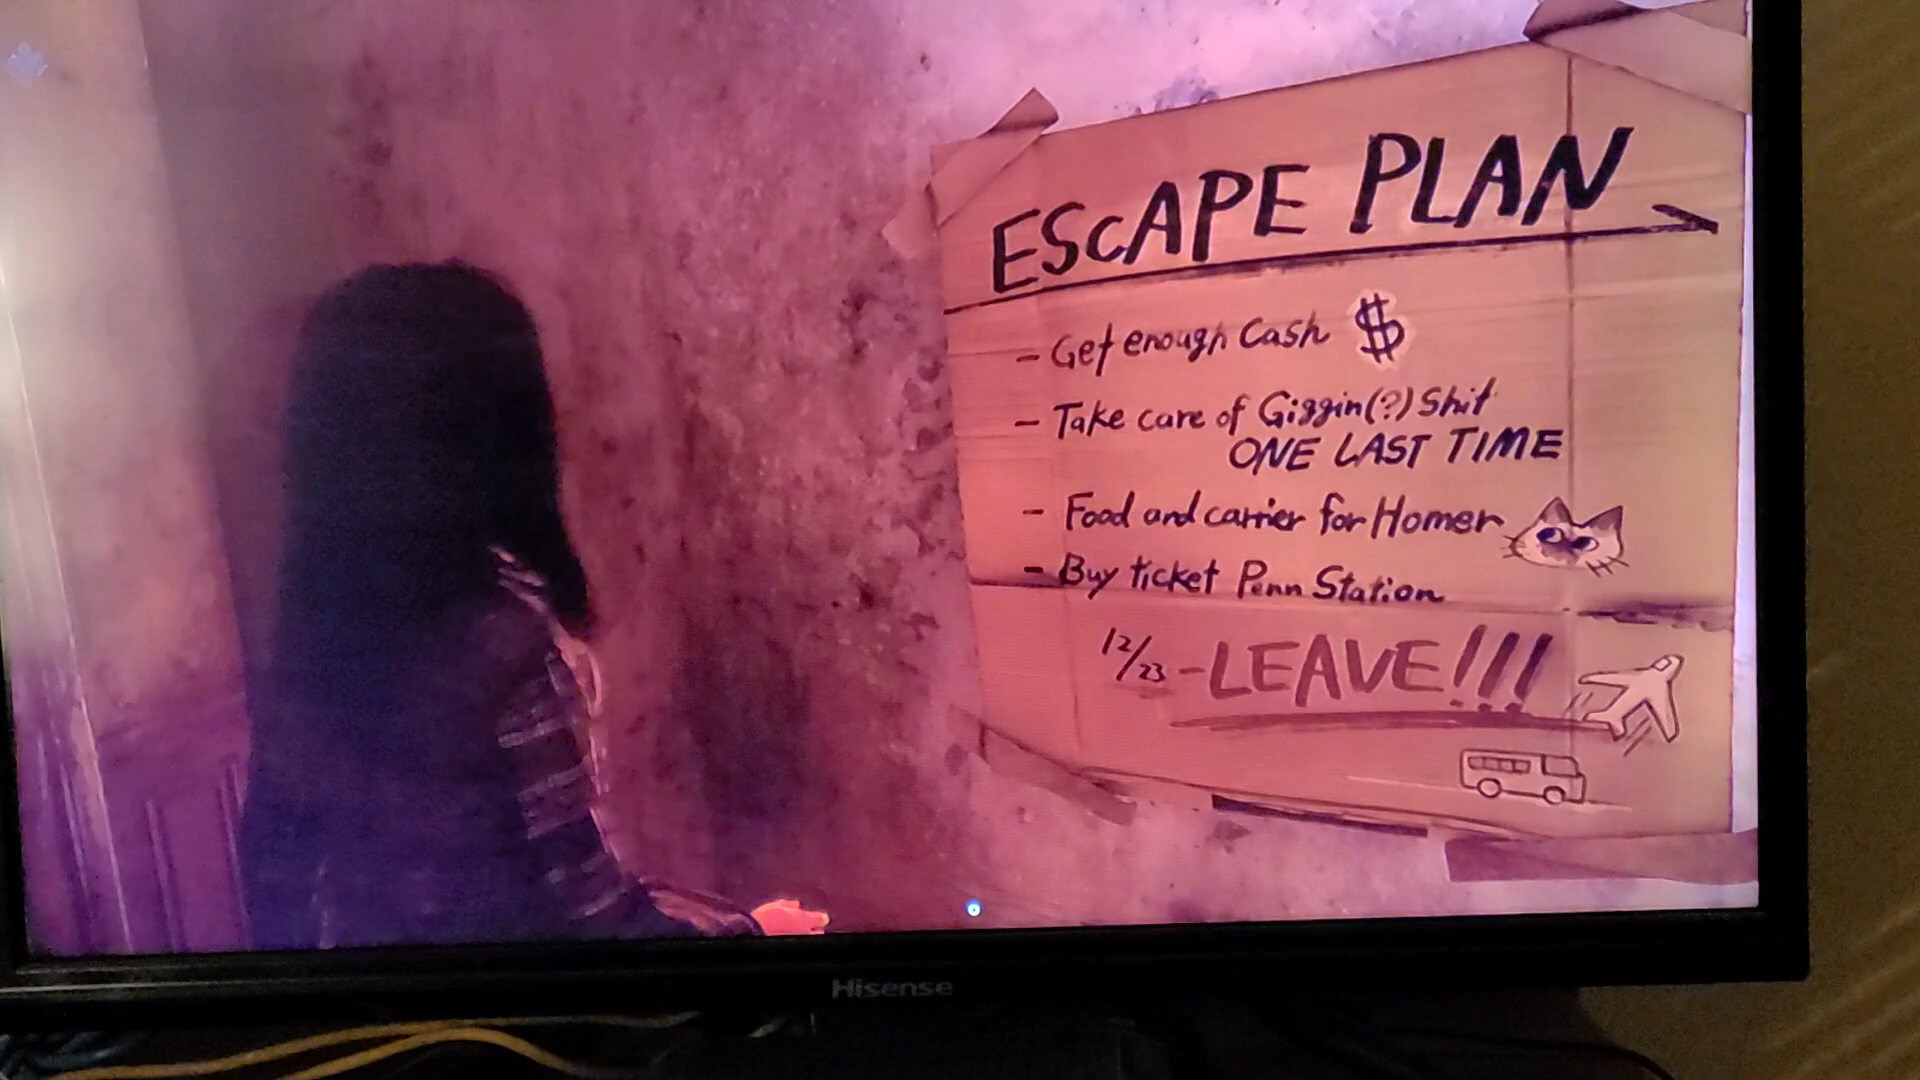 ESCAPE PLAN
- Get enough Cash $
- Take care of Giggin(?) Shit
ONE LAST TIME
- Food and carrier for Homer
- Buy ticket Penn Station
12/23 - LEAVE!!!
Hisense